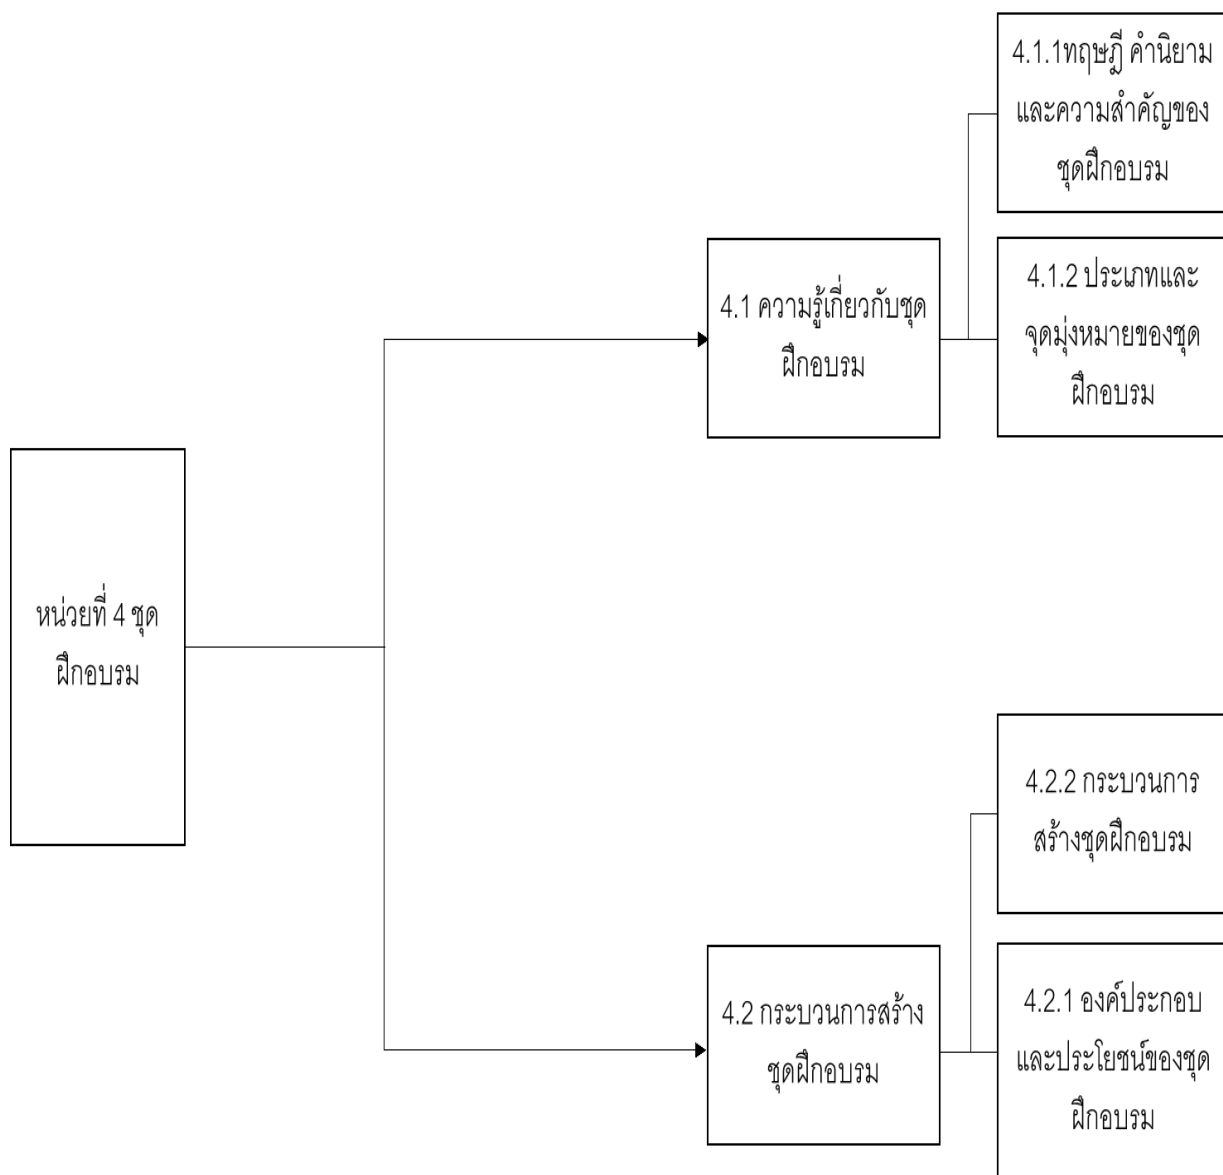 4.1.1ทฤษฎี คำนิยาม
และความสำคัญของ
ชุดฝึกอบรม
4.1 ความรู้เกี่ยวกับชุด
ฝึกอบรม
4.1.2 ประเภทและ
จุดมุ่งหมายของชุด
ฝึกอบรม
หน่วยที่ 4 ชุด
ฝึกอบรม
4.2.2 กระบวนการ
สร้างชุดฝึกอบรม
4.2 กระบวนการสร้าง
ชุดฝึกอบรม
4.2.1 องค์ประกอบ
และประโยชน์ของชุด
ฝึกอบรม